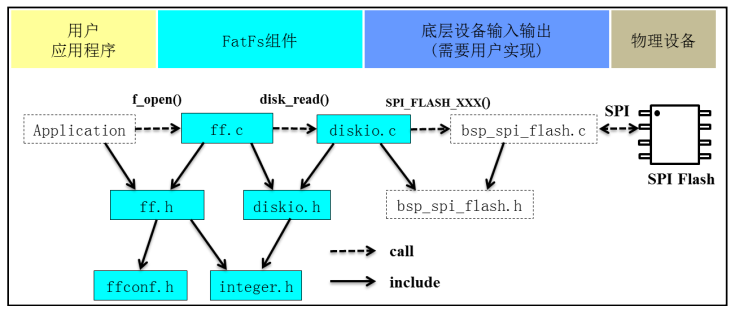 用户
应用程序
FatFs组件
底层设备输入输出
(需要用户实现)
物理设备
f_open()
disk_read()
SPI_FLASH_XXX()
SPI
Application
ff.c
diskio.c
bsp_spi_flash.c
SPI Flash
ff.h
diskio.h
bsp_spi_flash.h
call
ffconf.h
integer.h
include